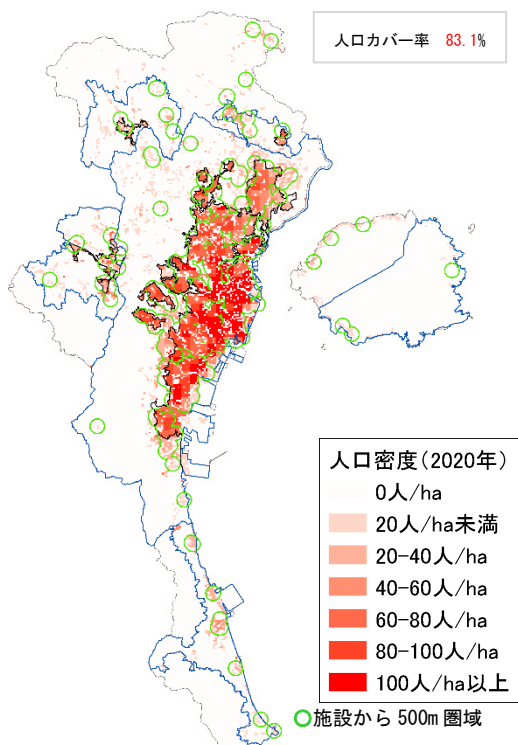 人口カバー率 83.1%
人口密度(2020年)
0人/ha
20人/ha未満
20-40人/ha
40-60人/ha
60-80人/ha
80-100人/ha
100人/ha以上
施設から500m圏域